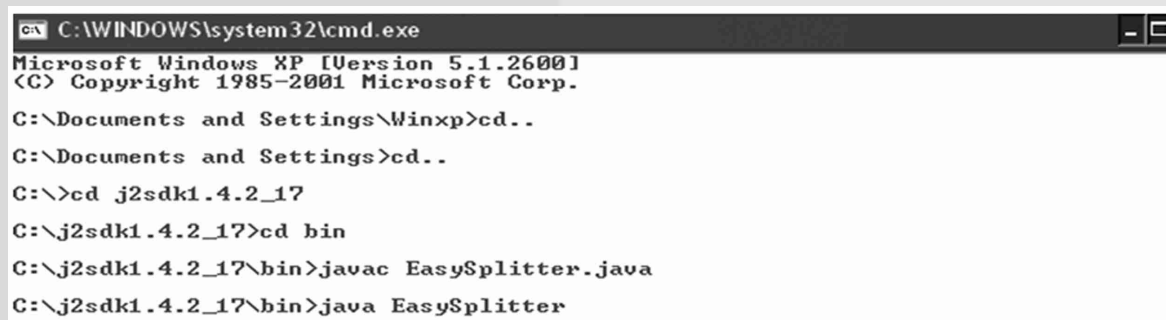 C:\WINDOWS\system32\cmd.exe
Microsoft Windows XP [Version 5.1.2600]
(C) Copyright 1985-2001 Microsoft Corp.
C:\Documents and Settings\Winxp>cd..
C:\Documents and Settings>cd..
C:\>cd j2sdk1.4.2_17
C:\j2sdk1.4.2_17>cd bin
C:\j2sdk1.4.2_17\bin>javac EasySplitter.java
C:\j2sdk1.4.2_17\bin>java EasySplitter